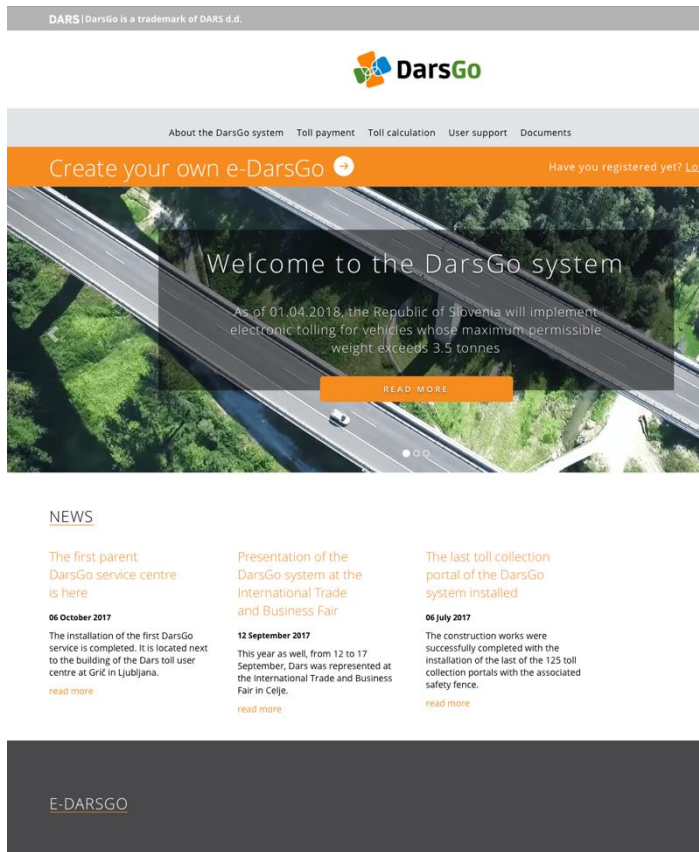 DARS | DarsGo is a trademark of DARS d.d.
DarsGo
About the DarsGo system Toll payment Toll calculation User support Documents
Create your own e-DarsGo
Have you registered yet? Lo
Welcome to the DarsGo system
As of 01.04.2018, the Republic of Slovenia will implement
electronic tolling for vehicles whose maximum permissible
weight exceeds 3.5 tonnes
READ MORE
NEWS
The first parent
DarsGo service centre
is here
06 October 2017
The installation of the first DarsGo
service is completed. It is located next
to the building of the Dars toll user
centre at Grič in Ljubljana.
read more
Presentation of the
DarsGo system at the
International Trade
and Business Fair
12 September 2017
This year as well, from 12 to 17
September, Dars was represented at
the International Trade and Business
Fair in Celje.
read more
The last toll collection
portal of the DarsGo
system installed
06 July 2017
The construction works were
successfully completed with the
installation of the last of the 125 toll
collection portals with the associated
safety fence.
read more
E-DARSGO